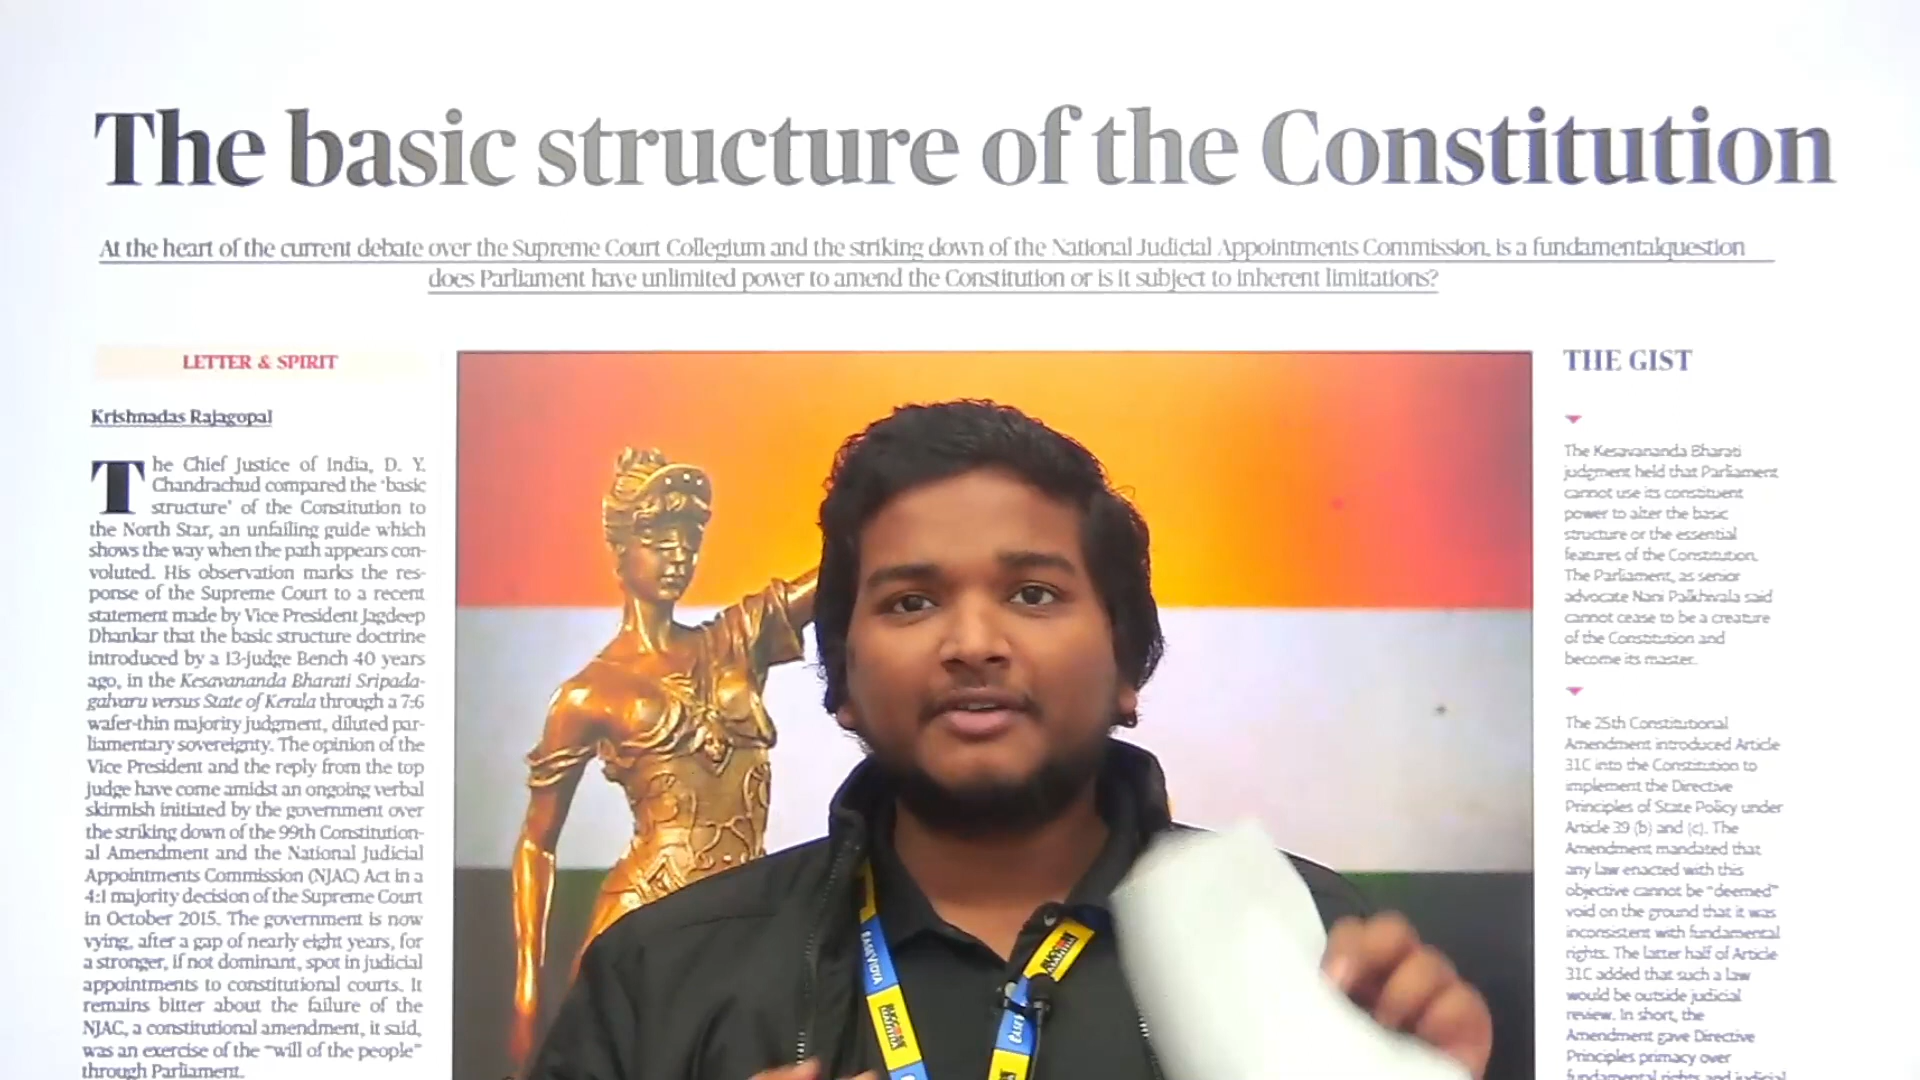 The basic structure of the Constitution
At the heart of the current debate over the Supreme Court Collegium and the striking down of the National Judicial Appointments Commission, is a fundamentalquestion
does Parliament have unlimited power to amend the Constitution or is it subject to inherent limitations?
LETTER & SPIRIT
Krishnadas Rajagopal
The Chief Justice of India, D. Y.
Chandrachud compared the 'basic
structure' of the Constitution to
the North Star, an unfailing guide which
shows the way when the path appears con-
voluted. His observation marks the res-
ponse of the Supreme Court to a recent
statement made by Vice President Jagdeep
Dhankar that the basic structure doctrine
introduced by a 13-judge Bench 40 years
ago, in the Kesavananda Bharati Sripada-
galvaru versus State of Kerala through a 7:6
wafer-thin majority judgment, diluted par-
liamentary sovereignty. The opinion of the
Vice President and the reply from the top
judge have come amidst an ongoing verbal
skirmish initiated by the government over
the striking down of the 99th Constitution-
al Amendment and the National Judicial
Appointments Commission (NJAC) Act in a
4:1 majority decision of the Supreme Court
in October 2015. The government is now
vying, after a gap of nearly eight years, for
a stronger, if not dominant, spot in judicial
appointments to constitutional courts. It
remains bitter about the failure of the
NJAC, a constitutional amendment, it said,
was an exercise of the "will of the people"
through Parliament.
EASEVIDYA
THE GIST
The Kesavananda Bharati
judgment held that Parliament
cannot use its constituent
power to alter the basic
structure or the essential
features of the Constitution.
The Parliament, as senior
advocate Nani Palkhivala said
cannot cease to be a creature
of the Constitution and
become its master.
The 25th Constitutional
Amendment introduced Article
31C into the Constitution to
implement the Directive
Principles of State Policy under
Article 39 (b) and (c). The
Amendment mandated that
any law enacted with this
objective cannot be "deemed"
void on the ground that it was
inconsistent with fundamental
rights. The latter half of Article
31C added that such a law
would be outside judicial
review. In short, the
Amendment gave Directive
Principles primacy over
fundamental rights and judicial